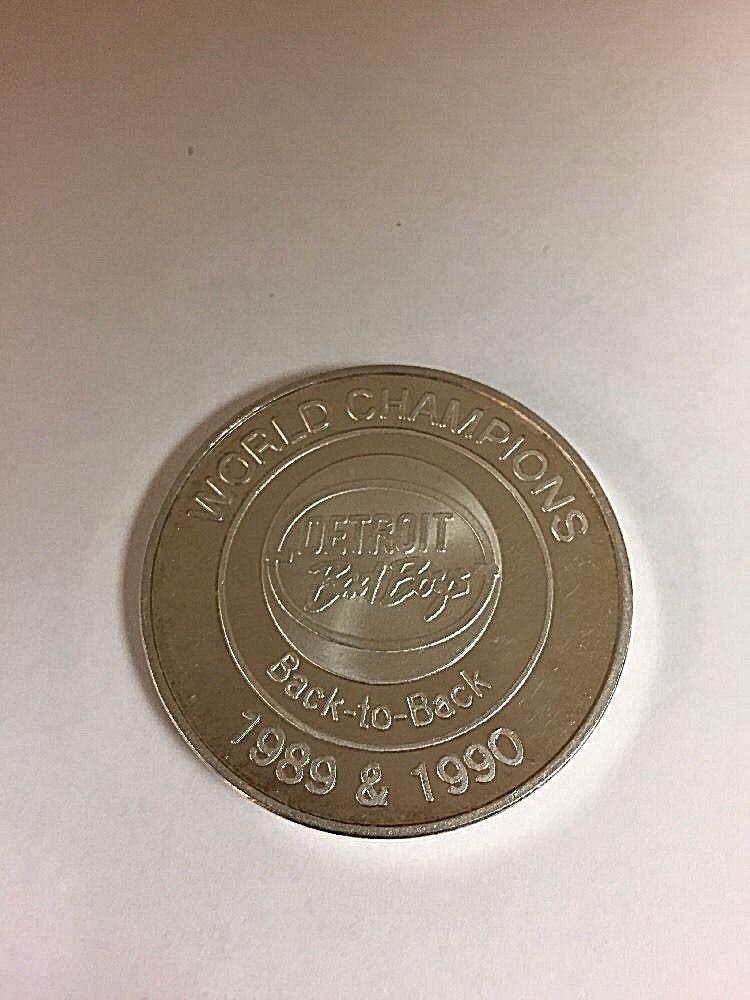 WORLD CHAMPIONS
DETROIT
Bad Boys
Back-to-Back
1989 & 1990